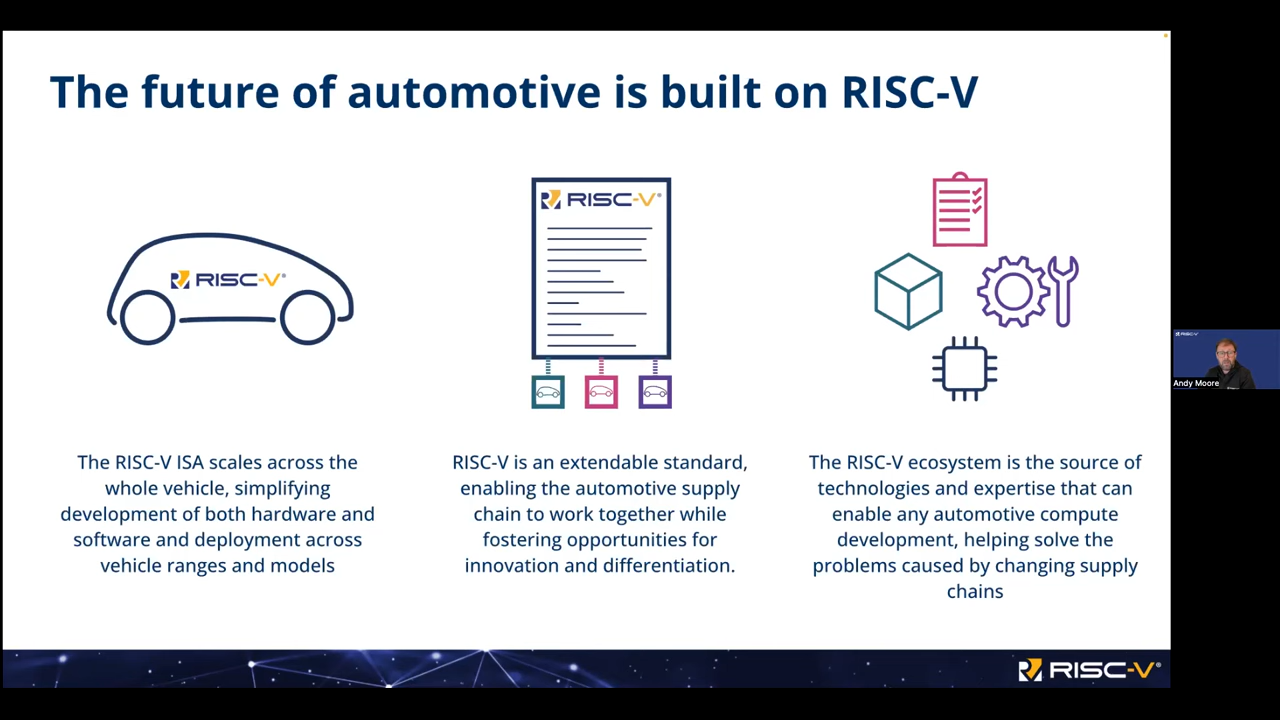 The future of automotive is built on RISC-V
RISC-V®
RISC-V®
The RISC-V ISA scales across the
whole vehicle, simplifying
development of both hardware and
software and deployment across
vehicle ranges and models
RISC-V is an extendable standard,
enabling the automotive supply
chain to work together while
fostering opportunities for
innovation and differentiation.
The RISC-V ecosystem is the source of
technologies and expertise that can
enable any automotive compute
development, helping solve the
problems caused by changing supply
chains
RISC-V
Andy Moore
RISC-V®